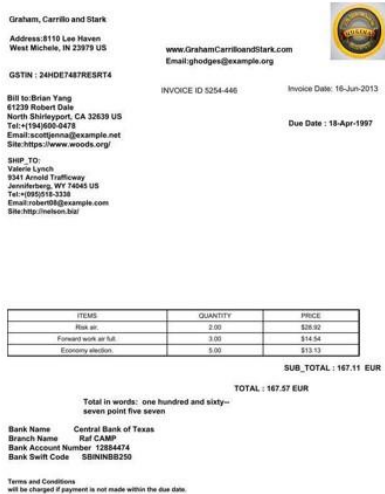 Graham, Carrillo and Stark
Address:8110 Lee Haven
West Michele, IN 23979 US
www.GrahamCarrilloandStark.com
Email:ghodges@example.org
GSTIN : 24HDE7487RESRT4
INVOICE ID 5254-446
Invoice Date: 16-Jun-2013
Bill to:Brian Yang
61239 Robert Dale
North Shirleyport, CA 32639 US
Tel:+(194)600-0478
Email:scottjenna@example.net
Site:https://www.woods.org/
Due Date : 18-Apr-1997
SHIP_TO:
Valerie Lynch
9341 Arnold Trafficway
Jenniferberg, WY 74045 US
Tel:+(095)518-3338
Email:robert08@example.com
Site:http://nelson.biz/
ITEMS QUANTITY PRICE
Risk air. 2.00 $28.92
Forward work air full. 3.00 $14.54
Economy election. 5.00 $13.13
SUB_TOTAL : 167.11 EUR
TOTAL : 167.57 EUR
Total in words: one hundred and sixty--
seven point five seven
Bank Name Central Bank of Texas
Branch Name Raf CAMP
Bank Account Number 12884474
Bank Swift Code SBININBB250
Terms and Conditions
will be charged if payment is not made within the due date.